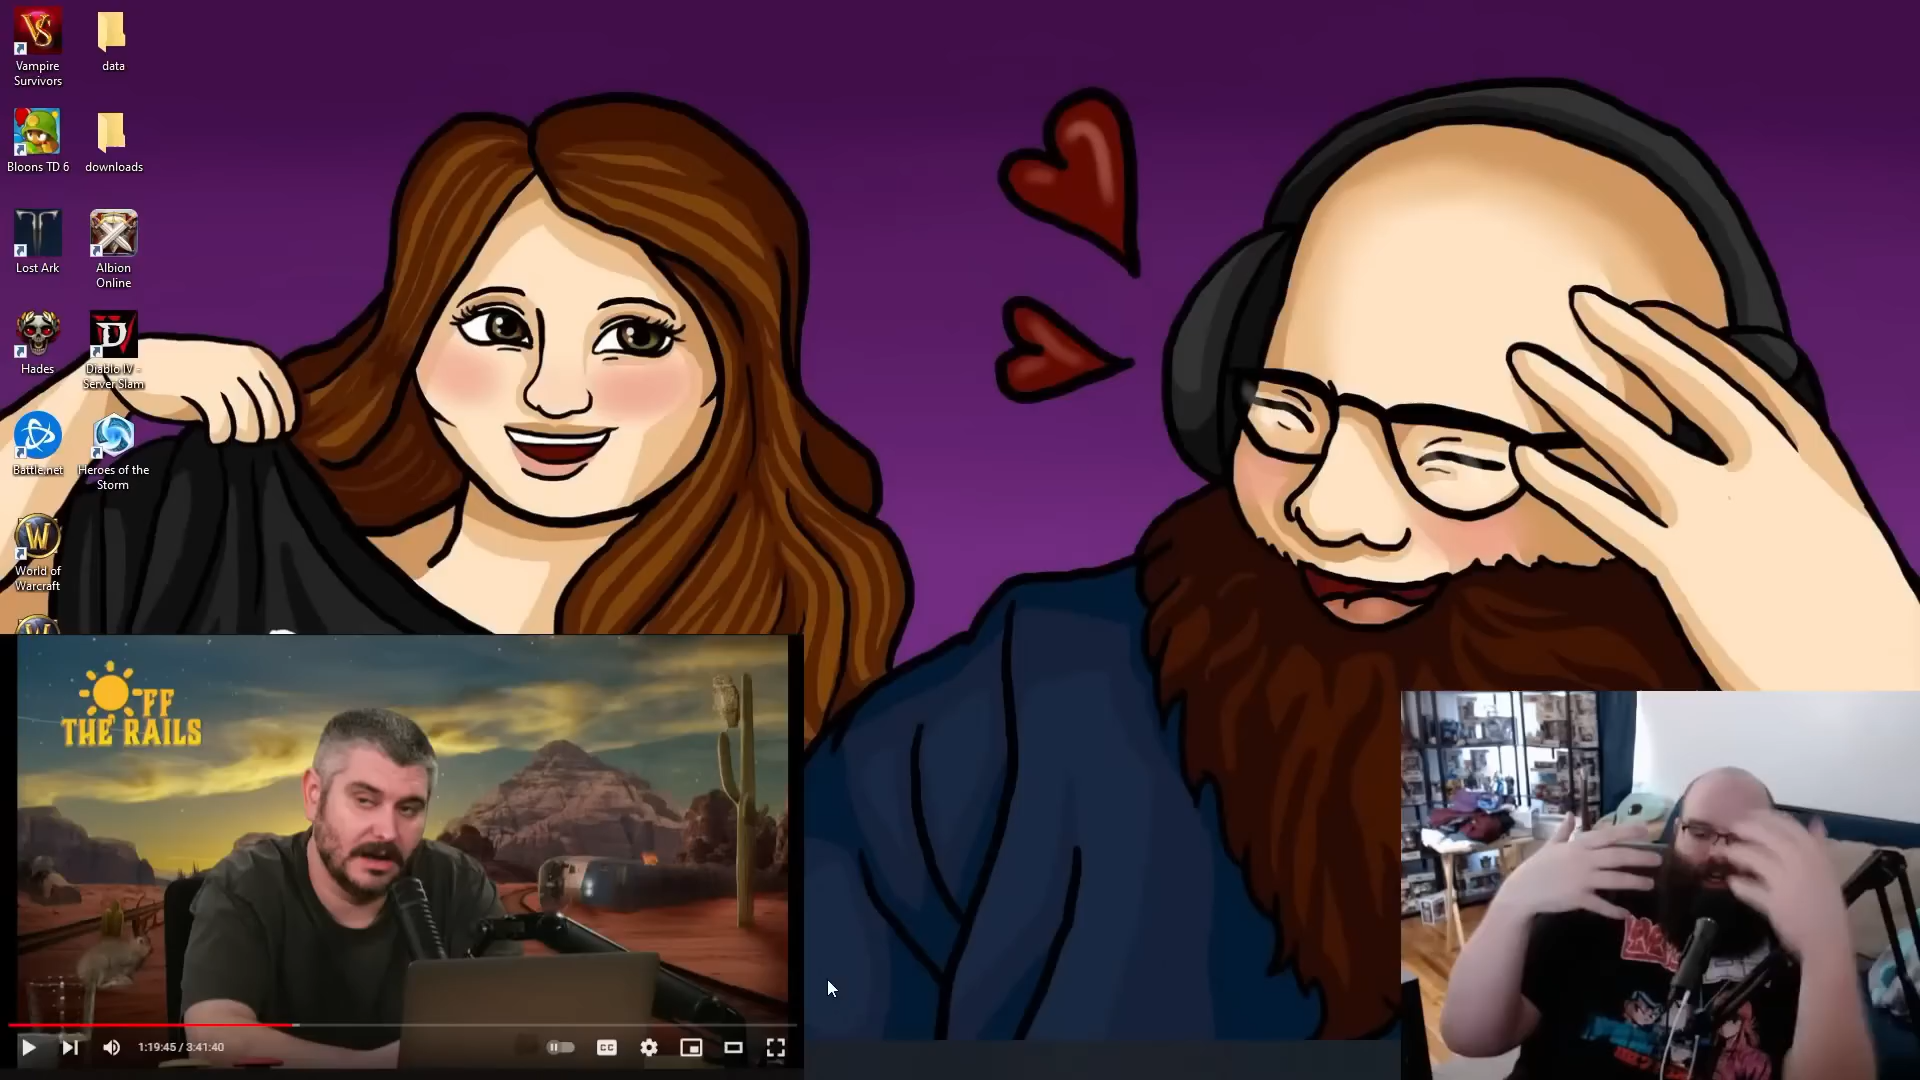 Vampire
Survivors
data
Bloons TD 6
downloads
Lost Ark
Albion
Online
Hades
Diablo IV -
Server Slam
Battle.net
Heroes of the
Storm
W
World of
Warcraft
OFF
THE RAILS
1:19:45 / 3:41:40
CC